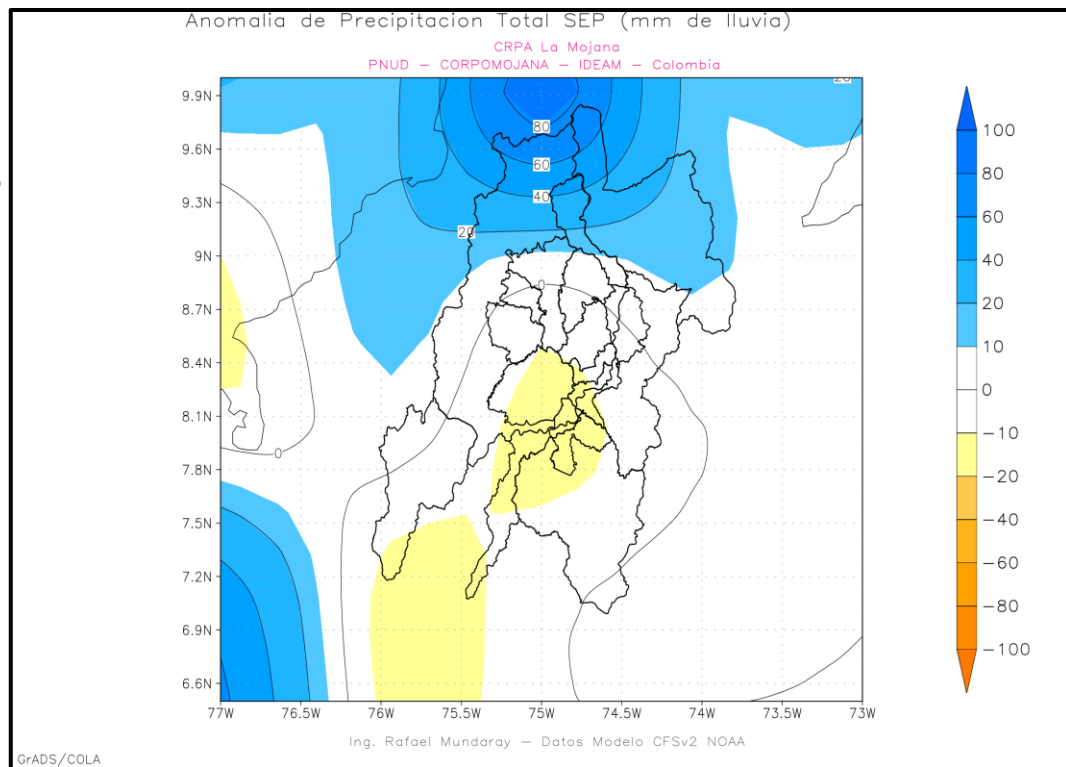 Anomalia de Precipitacion Total SEP (mm de lluvia)
CRPA La Mojana
PNUD – CORPOMOJANA – IDEAM – Colombia
9.9N
9.6N
9.3N
9N
8.7N
8.4N
8.1N
7.8N
7.5N
7.2N
6.9N
6.6N
20
80
60
40
20
0
0
77W
76.5W
76W
75.5W
75W
74.5W
74W
73.5W
73W
100
80
60
40
20
10
0
−10
−20
−40
−60
−80
−100
Ing. Rafael Mundaray – Datos Modelo CFSv2 NOAA
GrADS/COLA